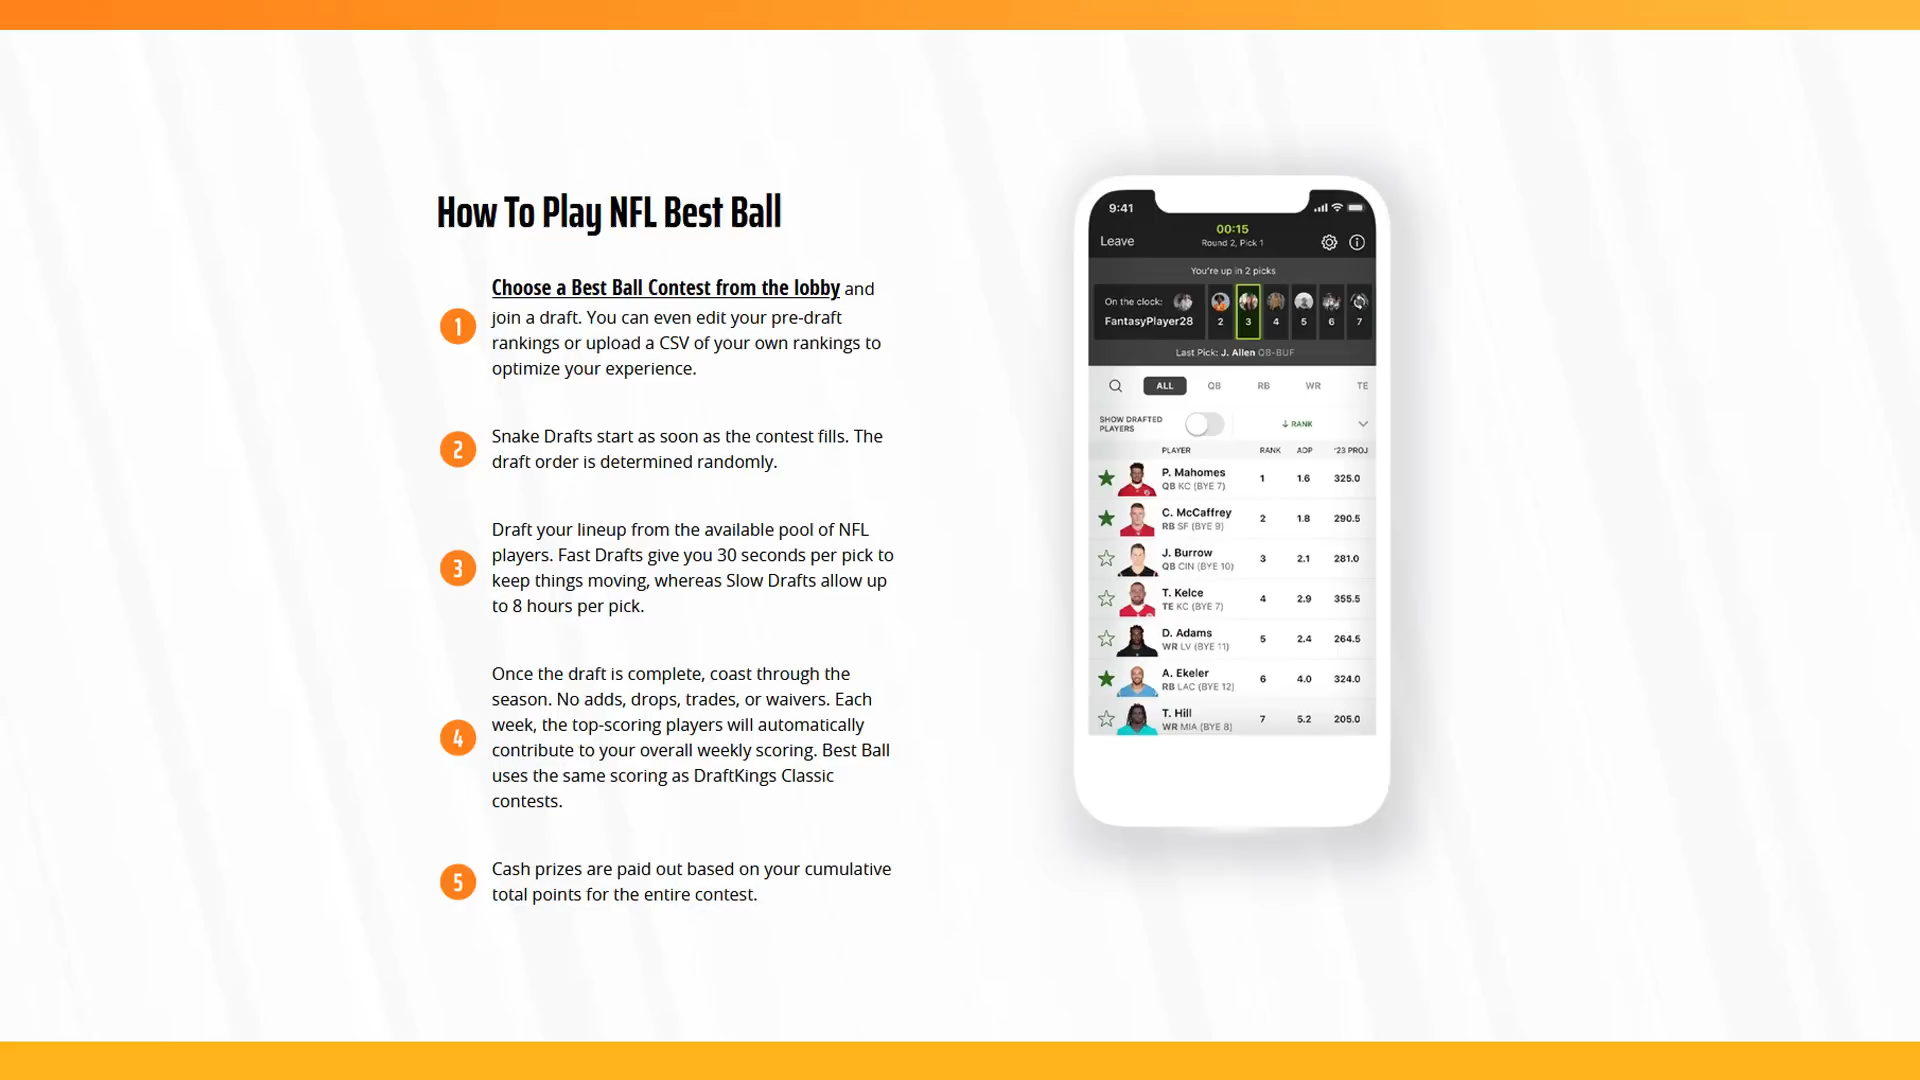 How To Play NFL Best Ball
1
Choose a Best Ball Contest from the lobby and
join a draft. You can even edit your pre-draft
rankings or upload a CSV of your own rankings to
optimize your experience.
2
Snake Drafts start as soon as the contest fills. The
draft order is determined randomly.
3
Draft your lineup from the available pool of NFL
players. Fast Drafts give you 30 seconds per pick to
keep things moving, whereas Slow Drafts allow up
to 8 hours per pick.
4
Once the draft is complete, coast through the
season. No adds, drops, trades, or waivers. Each
week, the top-scoring players will automatically
contribute to your overall weekly scoring. Best Ball
uses the same scoring as DraftKings Classic
contests.
5
Cash prizes are paid out based on your cumulative
total points for the entire contest.
9:41
00:15
Leave
Round 2, Pick 1
You're up in 2 picks
On the clock:
FantasyPlayer28
2 3 4 5 6 7
Last Pick: J. Allen QB-BUF
ALL QB RB WR TE
SHOW DRAFTED
PLAYERS
RANK
PLAYER RANK ADP '23 PROJ
P. Mahomes
QB KC (BYE 7)
1 1.6 325.0
C. McCaffrey
RB SF (BYE 9)
2 1.8 290.5
J. Burrow
QB CIN (BYE 10)
3 2.1 281.0
T. Kelce
TE KC (BYE 7)
4 2.9 355.5
D. Adams
WR LV (BYE 11)
5 2.4 264.5
A. Ekeler
RB LAC (BYE 12)
6 4.0 324.0
T. Hill
WR MIA (BYE 8)
7 5.2 205.0